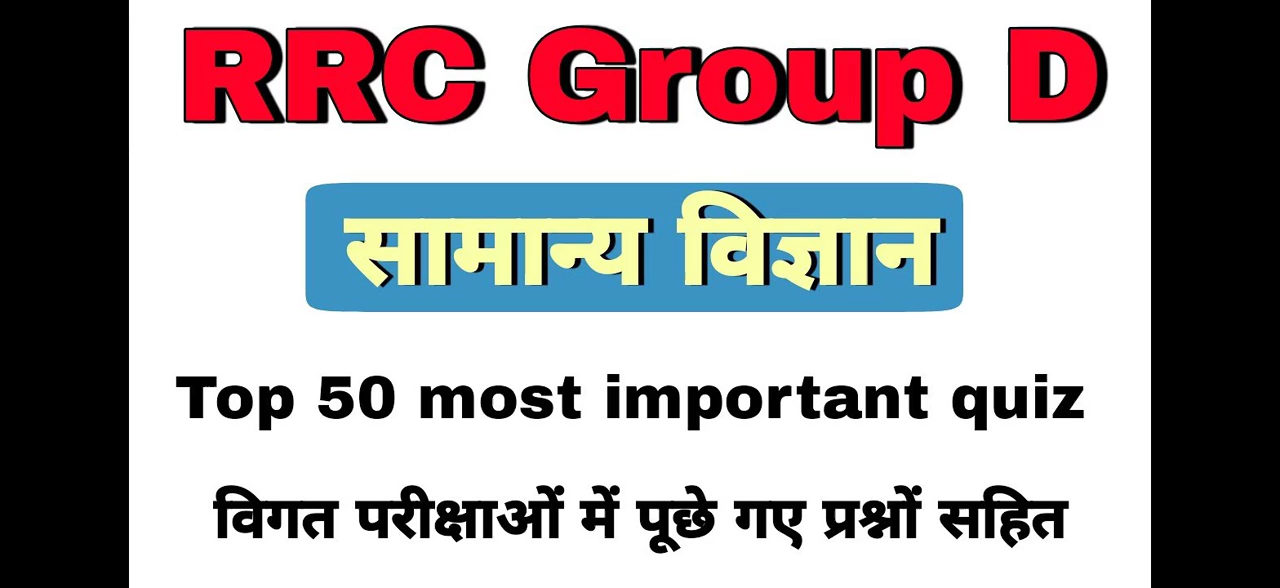 RRC Group D
सामान्य विज्ञान
Top 50 most important quiz
विगत परीक्षाओं में पूछे गए प्रश्नों सहित